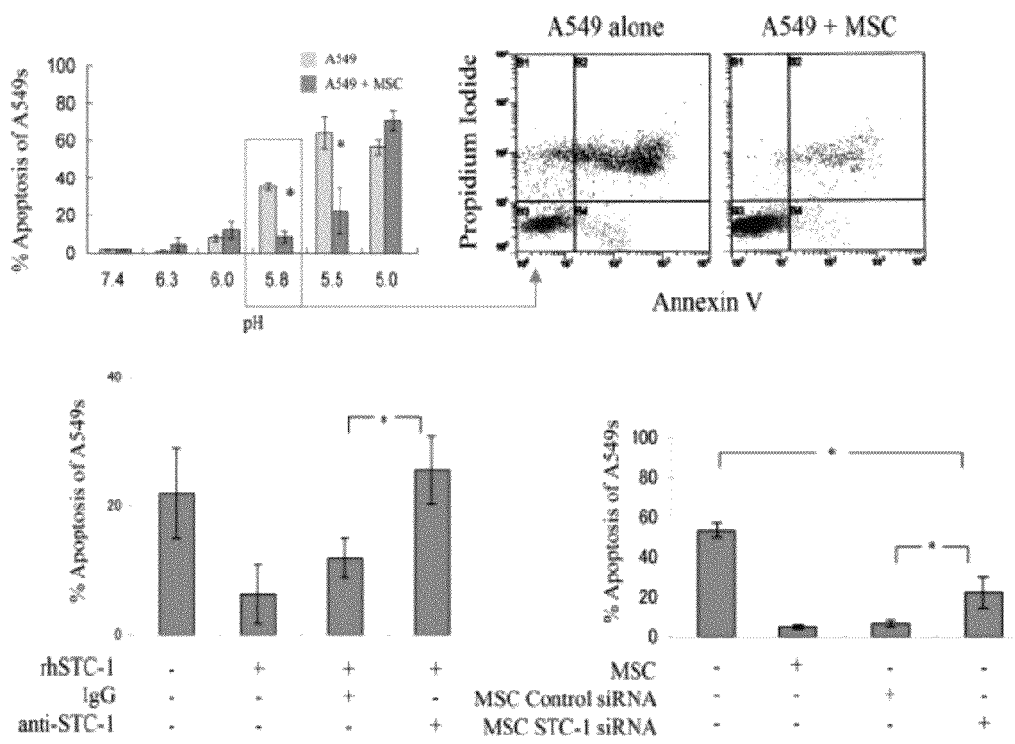 A549 alone
A549 + MSC
% Apoptosis of A549s
100
80
60
40
20
0
A549
A549 + MSC
*
*
7.4 6.3 6.0 5.8 5.5 5.0
pH
Propidium Iodide
Annexin V
% Apoptosis of A549s
40
20
0
*
rhSTC-1 - + + +
IgG - - + -
anti-STC-1 - - - +
% Apoptosis of A549s
100
80
60
40
20
0
*
*
MSC - + - -
MSC Control siRNA - - + -
MSC STC-1 siRNA - - - +